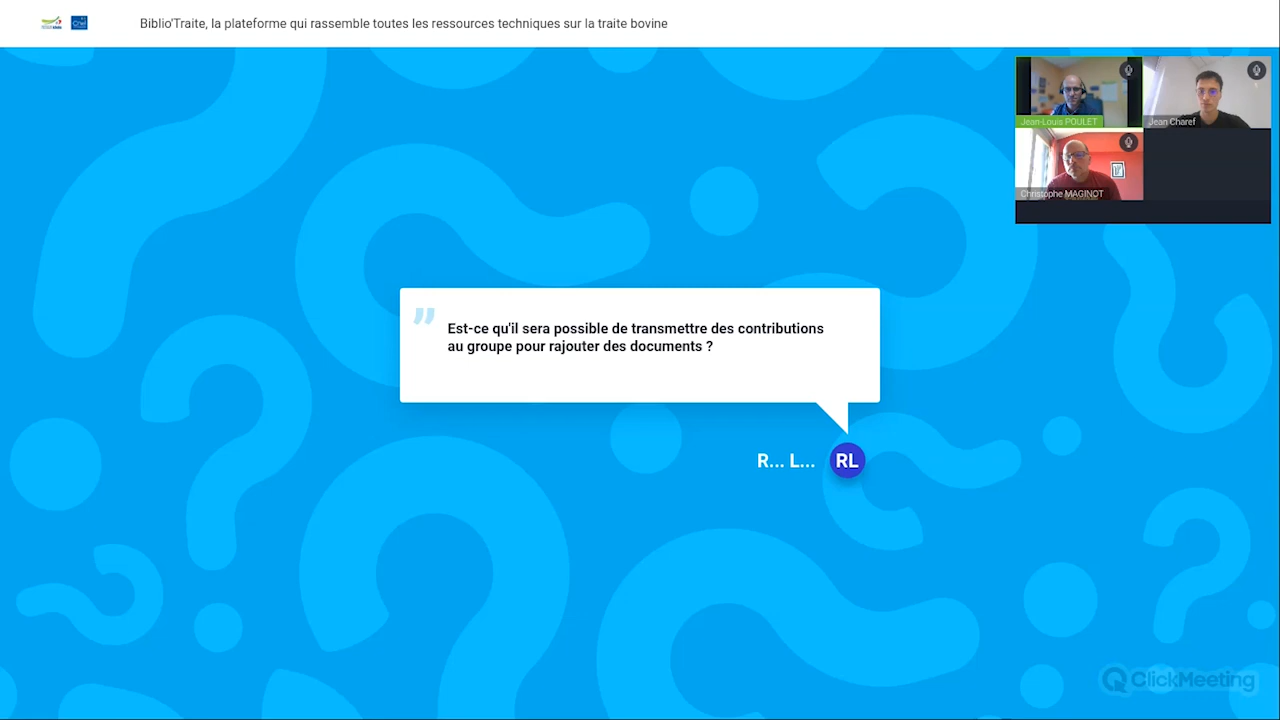 Biblio'Traite, la plateforme qui rassemble toutes les ressources techniques sur la traite bovine
Jean-Louis POULET
Jean Charef
Christophe MAGINOT
Est-ce qu'il sera possible de transmettre des contributions
au groupe pour rajouter des documents ?
R... L...
RL
ClickMeeting